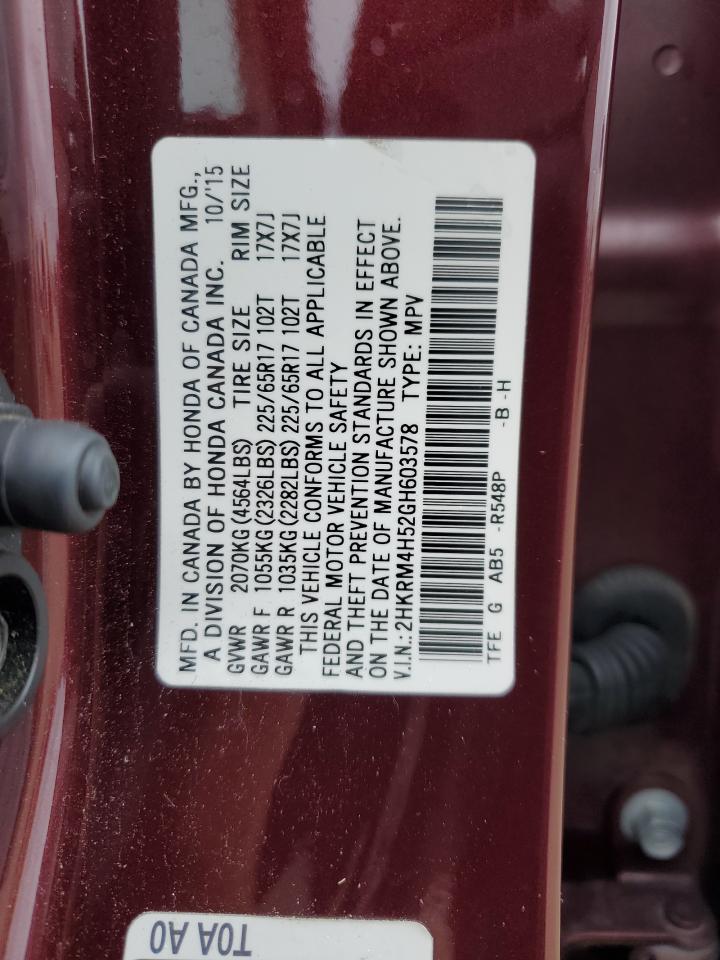 MFD. IN CANADA BY HONDA OF CANADA MFG.,
A DIVISION OF HONDA CANADA INC. 10/'15
GVWR 2070KG(4564LBS) TIRE SIZE RIM SIZE
GAWR F 1055KG(2326LBS) 225/65R17 102T 17X7J
GAWR R 1035KG(2282LBS) 225/65R17 102T 17X7J
THIS VEHICLE CONFORMS TO ALL APPLICABLE
FEDERAL MOTOR VEHICLE SAFETY
AND THEFT PREVENTION STANDARDS IN EFFECT
ON THE DATE OF MANUFACTURE SHOWN ABOVE.
V.I.N.: 2HKRM4H52GH603578 TYPE: MPV
TFE G AB5 -R548P -B -H
T0A A0